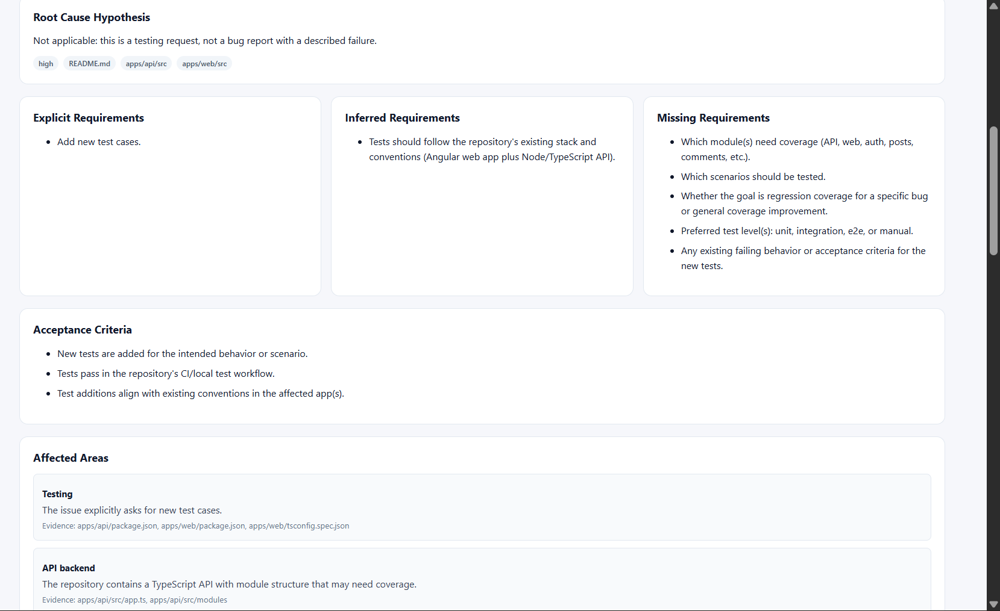 Root Cause Hypothesis
Not applicable: this is a testing request, not a bug report with a described failure.
high README.md apps/api/src apps/web/src
Explicit Requirements
• Add new test cases.
Inferred Requirements
• Tests should follow the repository's existing stack and
conventions (Angular web app plus Node/TypeScript API).
Missing Requirements
• Which module(s) need coverage (API, web, auth, posts,
comments, etc.).
• Which scenarios should be tested.
• Whether the goal is regression coverage for a specific bug
or general coverage improvement.
• Preferred test level(s): unit, integration, e2e, or manual.
• Any existing failing behavior or acceptance criteria for the
new tests.
Acceptance Criteria
• New tests are added for the intended behavior or scenario.
• Tests pass in the repository's CI/local test workflow.
• Test additions align with existing conventions in the affected app(s).
Affected Areas
Testing
The issue explicitly asks for new test cases.
Evidence: apps/api/package.json, apps/web/package.json, apps/web/tsconfig.spec.json
API backend
The repository contains a TypeScript API with module structure that may need coverage.
Evidence: apps/api/src/app.ts, apps/api/src/modules